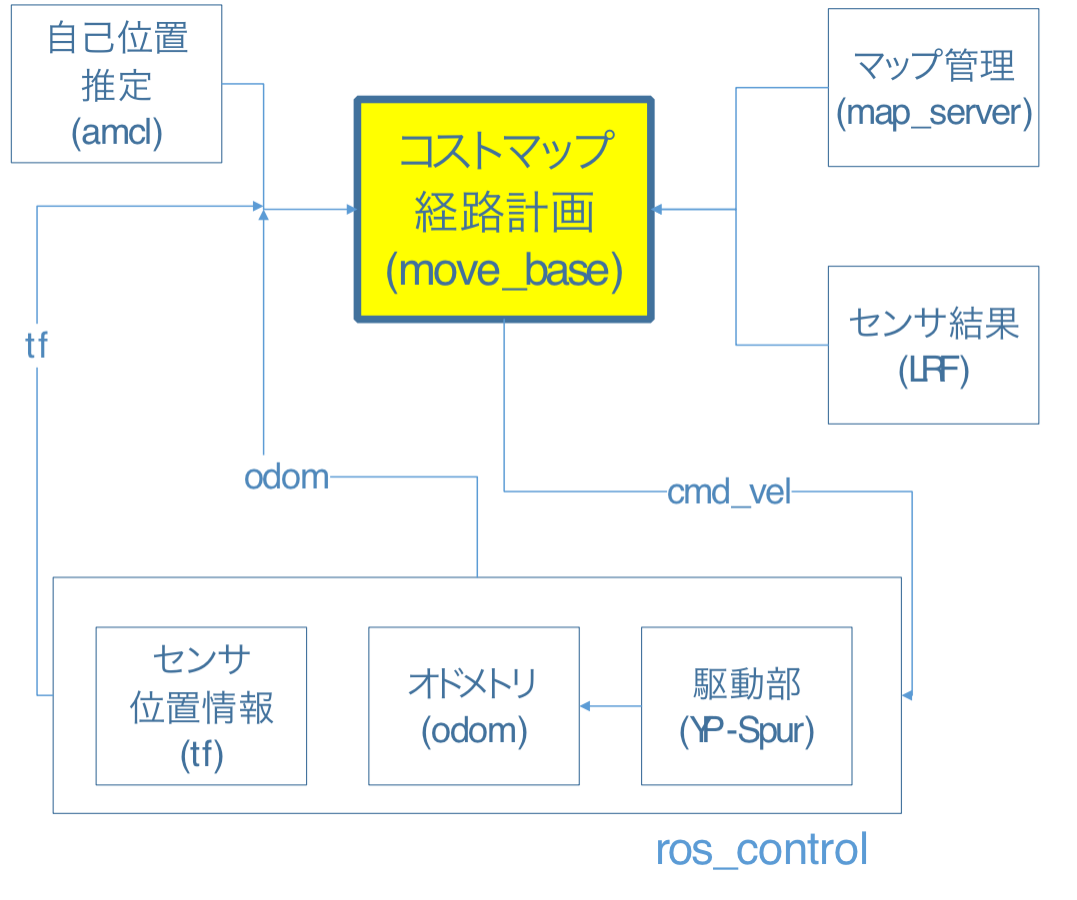 自己位置
推定
(amcl)
コストマップ
経路計画
(move_base)
マップ管理
(map_server)
センサ結果
(LRF)
tf
odom
cmd_vel
センサ
位置情報
(tf)
オドメトリ
(odom)
駆動部
(YP-Spur)
ros_control